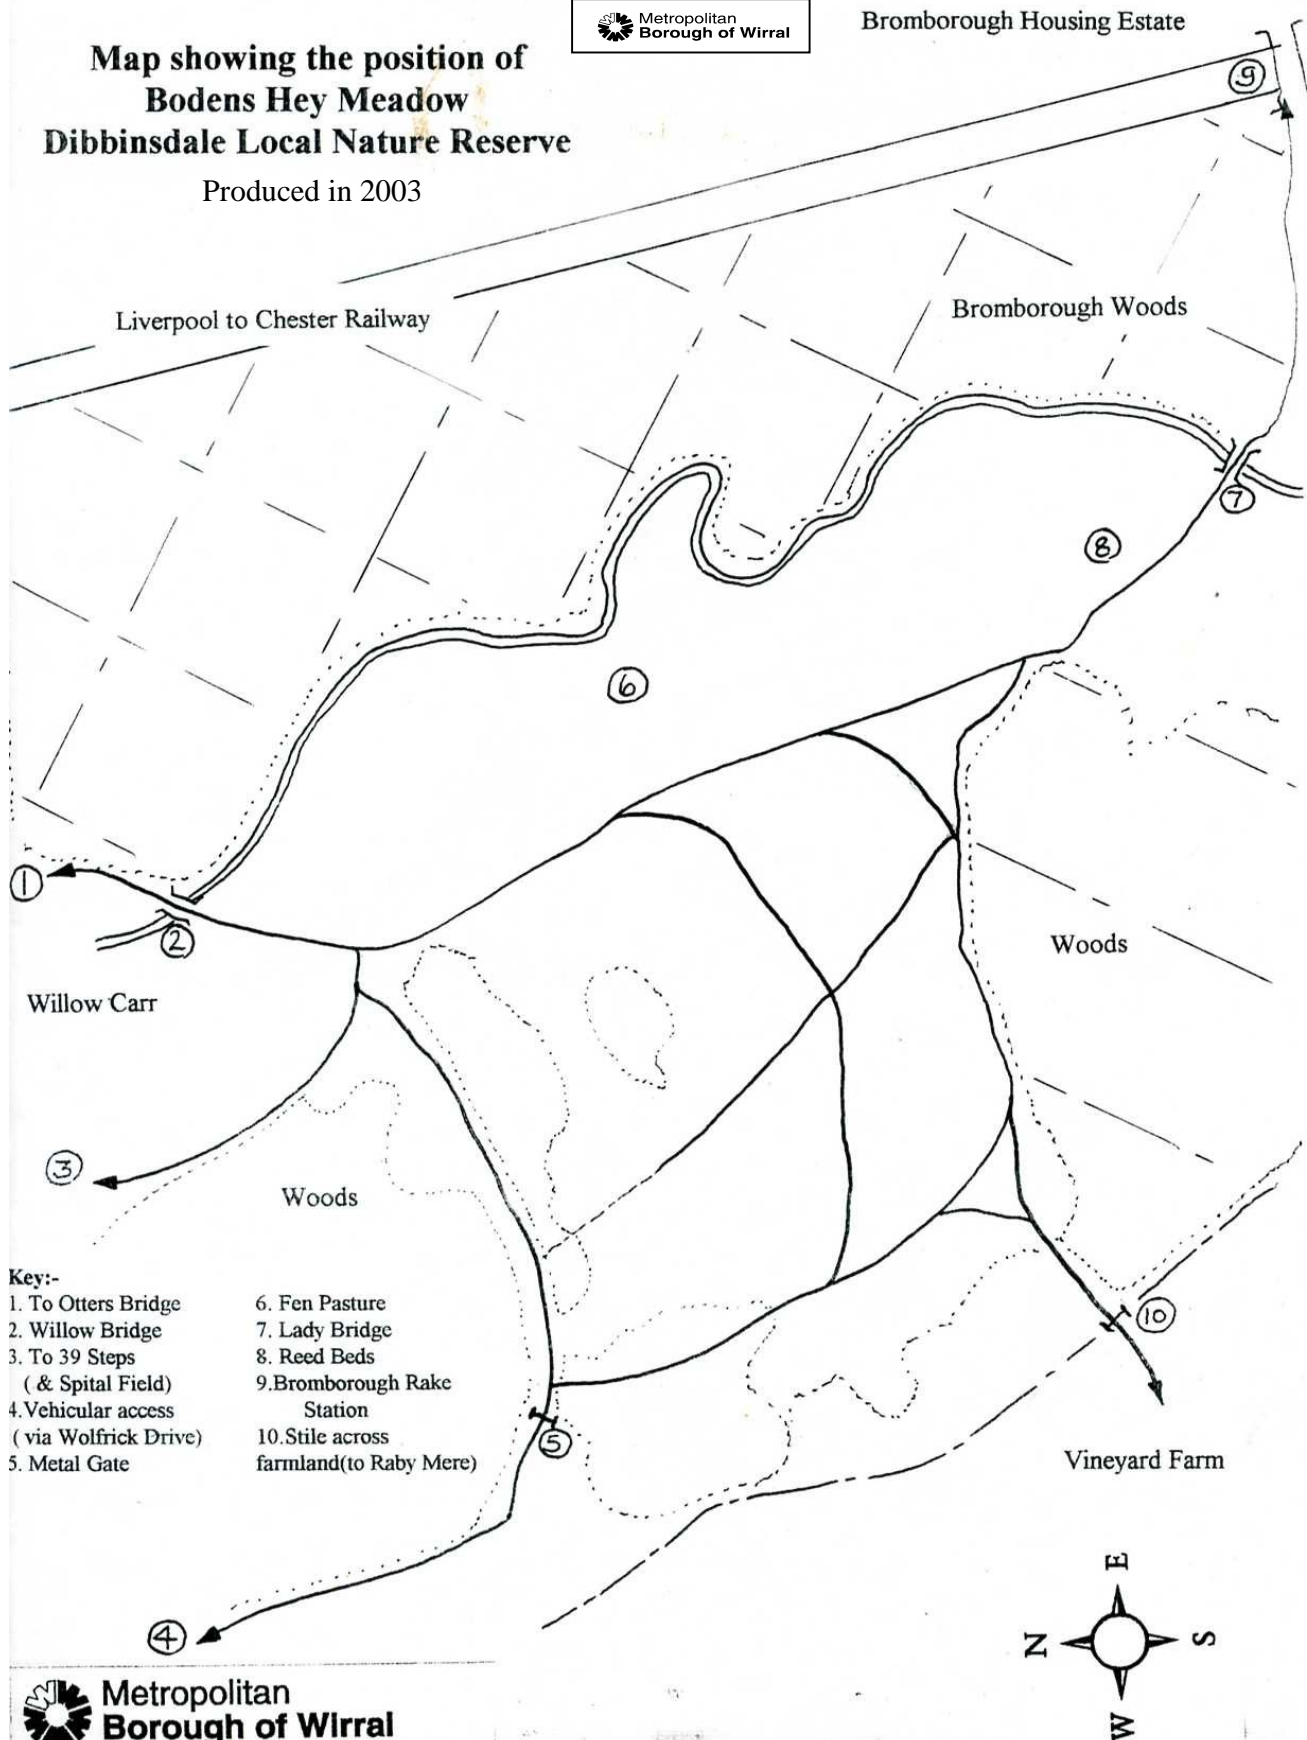 Metropolitan
Borough of Wirral
Bromborough Housing Estate
Map showing the position of
Bodens Hey Meadow
Dibbinsdale Local Nature Reserve
Produced in 2003
9
Liverpool to Chester Railway
Bromborough Woods
7
8
6
1
2
Woods
Willow Carr
3
Woods
Key:-
1. To Otters Bridge
2. Willow Bridge
3. To 39 Steps
( & Spital Field)
4.Vehicular access
( via Wolfrick Drive)
5. Metal Gate
6. Fen Pasture
7. Lady Bridge
8. Reed Beds
9.Bromborough Rake
Station
10.Stile across
farmland(to Raby Mere)
10
5
Vineyard Farm
4
E
N
S
W
Metropolitan
Borough of Wirral